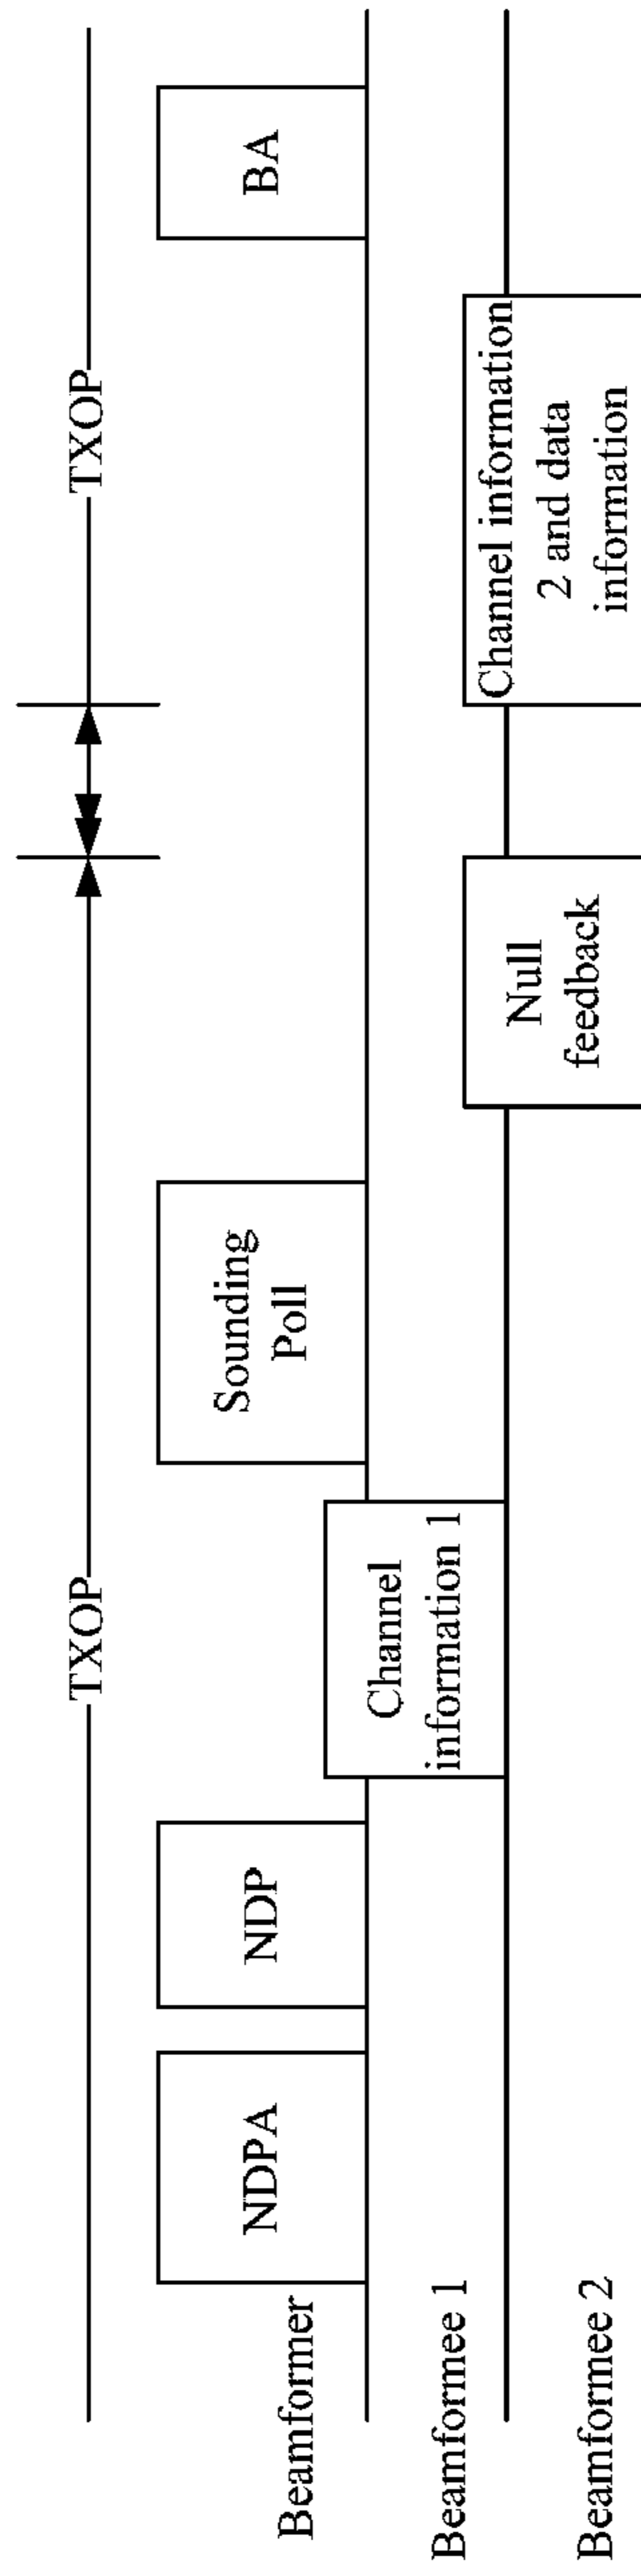 TXOP
TXOP
Beamformer
NDPA
NDP
Sounding
Poll
BA
Beamformee 1
Channel
information 1
Beamformee 2
Null
feedback
Channel information
2 and data
information